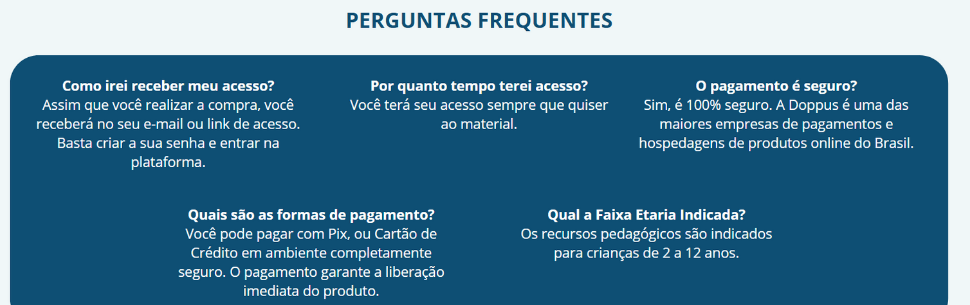 PERGUNTAS FREQUENTES
Como irei receber meu acesso?
Assim que você realizar a compra, você
receberá no seu e-mail ou link de acesso.
Basta criar a sua senha e entrar na
plataforma.
Por quanto tempo terei acesso?
Você terá seu acesso sempre que quiser
ao material.
O pagamento é seguro?
Sim, é 100% seguro. A Doppus é uma das
maiores empresas de pagamentos e
hospedagens de produtos online do Brasil.
Quais são as formas de pagamento?
Você pode pagar com Pix, ou Cartão de
Crédito em ambiente completamente
seguro. O pagamento garante a liberação
imediata do produto.
Qual a Faixa Etaria Indicada?
Os recursos pedagógicos são indicados
para crianças de 2 a 12 anos.